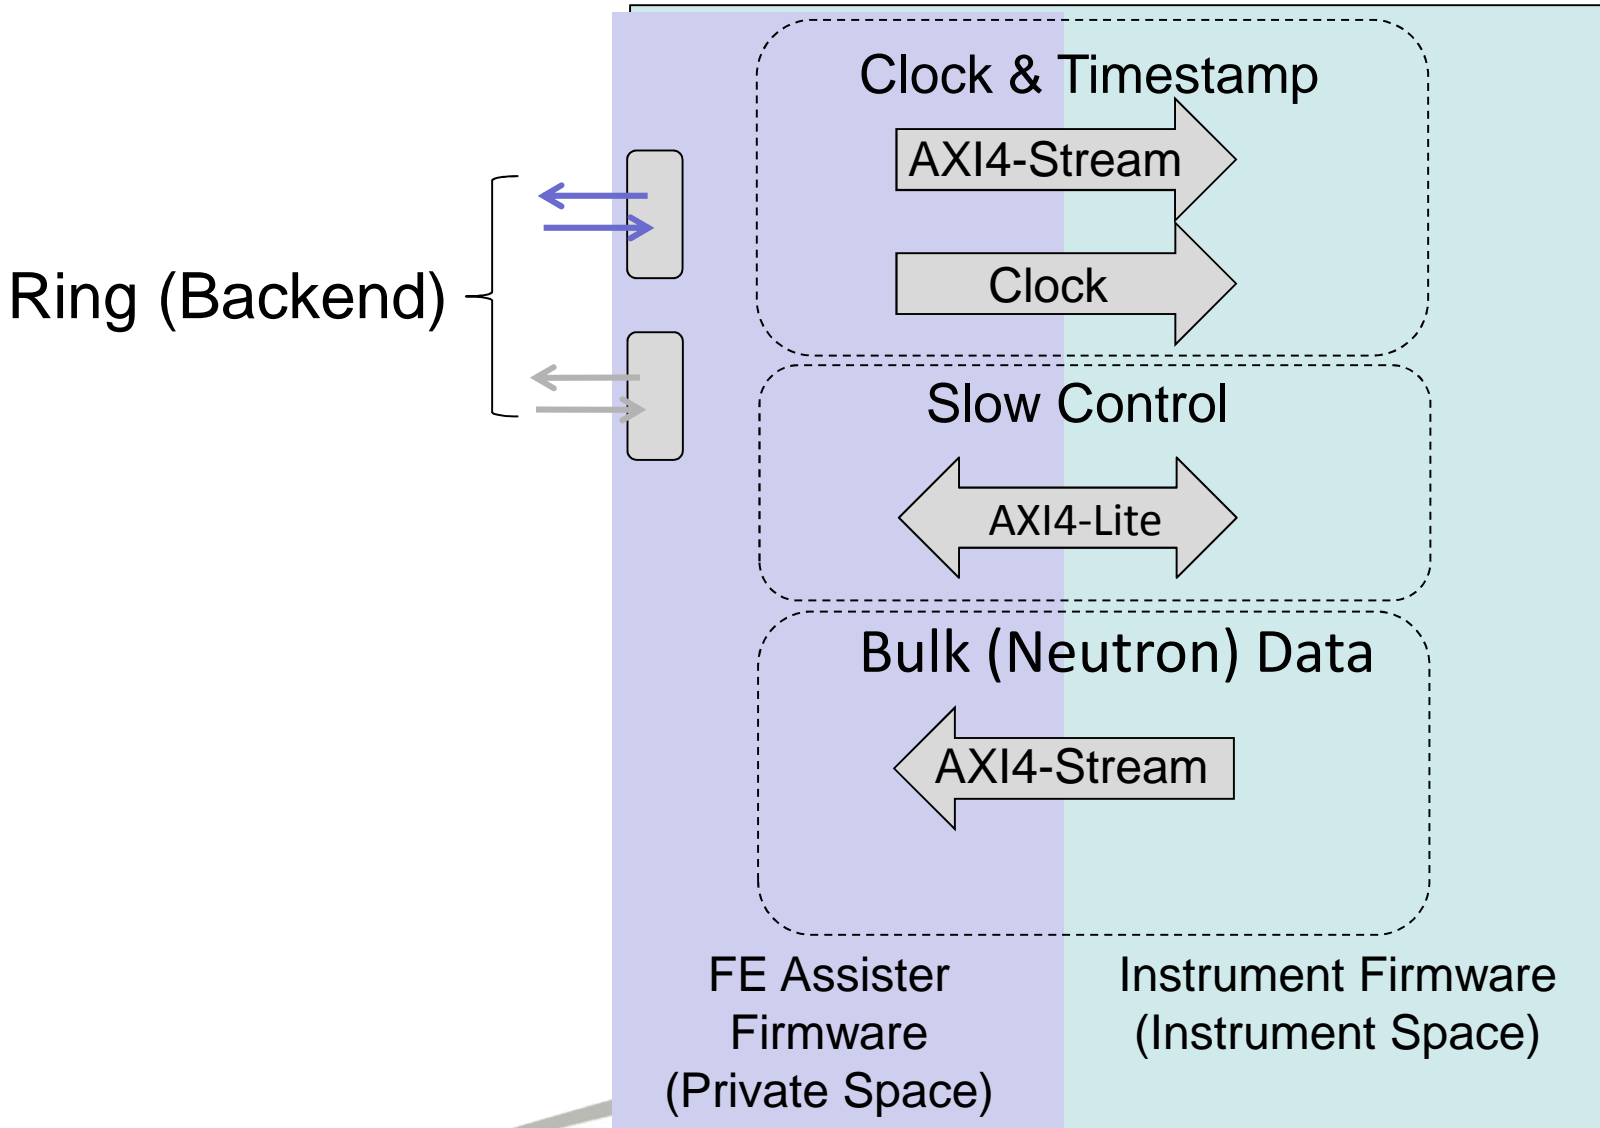 Clock & Timestamp
AXI4-Stream
Clock
Ring (Backend)
Slow Control
AXI4-Lite
Bulk (Neutron) Data
AXI4-Stream
FE Assister
Firmware
(Private Space)
Instrument Firmware
(Instrument Space)